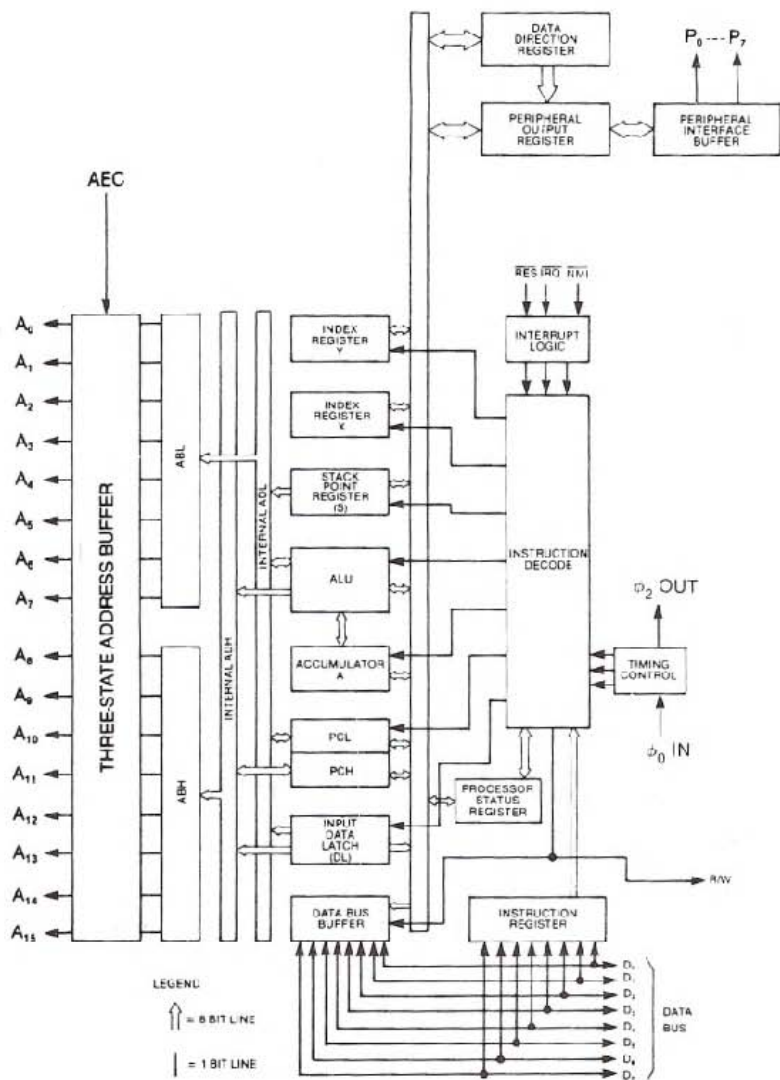 DATA
DIRECTION
REGISTER
P₀ --- P₇
PERIPHERAL
OUTPUT
REGISTER
PERIPHERAL
INTERFACE
BUFFER
AEC
RES IRQ NMI
INTERRUPT
LOGIC
A₀
A₁
A₂
A₃
A₄
A₅
A₆
A₇
A₈
A₉
A₁₀
A₁₁
A₁₂
A₁₃
A₁₄
A₁₅
THREE-STATE ADDRESS BUFFER
ABL
ABH
INTERNAL ADH
INTERNAL ADL
INDEX
REGISTER
Y
INDEX
REGISTER
X
STACK
POINT
REGISTER
(S)
ALU
ACCUMULATOR
A
PCL
PCH
INPUT
DATA
LATCH
(DL)
DATA BUS
BUFFER
INSTRUCTION
DECODE
φ₂ OUT
TIMING
CONTROL
φ₀ IN
PROCESSOR
STATUS
REGISTER
R/W
INSTRUCTION
REGISTER
LEGEND
= 8 BIT LINE
= 1 BIT LINE
D
D
D₂
D₃
D
D₅
D₆
D
DATA
BUS